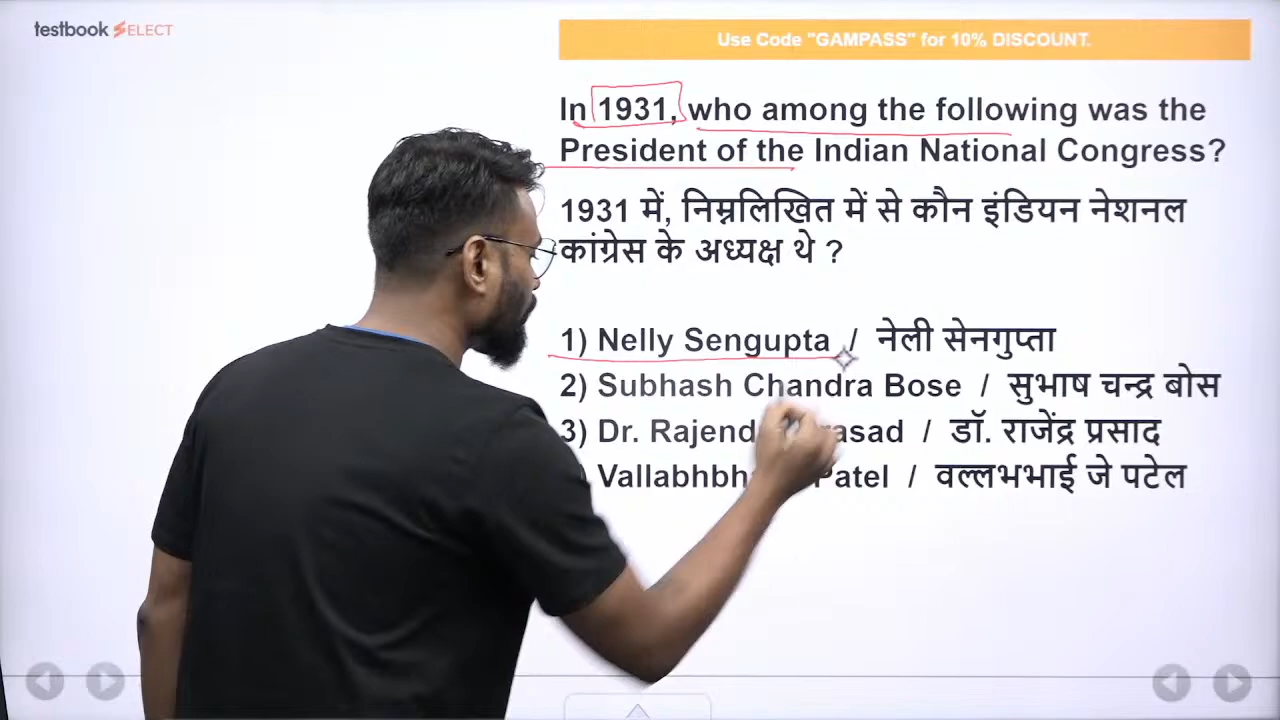 testbook SELECT
Use Code "GAMPASS" for 10% DISCOUNT.
In 1931, who among the following was the
President of the Indian National Congress?
1931 में, निम्नलिखित में से कौन इंडियन नेशनल
कांग्रेस के अध्यक्ष थे ?
1) Nelly Sengupta / नेली सेनगुप्ता
2) Subhash Chandra Bose / सुभाष चन्द्र बोस
3) Dr. / डॉ. राजेंद्र प्रसाद
Patel / वल्लभभाई जे पटेल